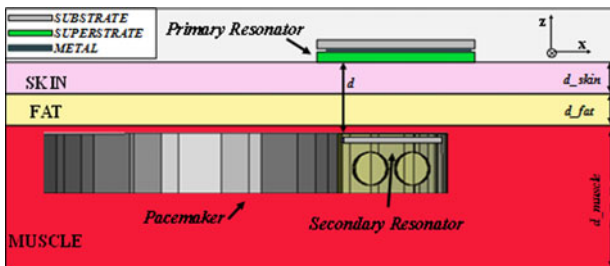 SUBSTRATE
SUPERSTRATE
METAL
Primary Resonator
z
x
SKIN
d
d_skin
FAT
d_fat
Pacemaker
Secondary Resonator
d_muscle
MUSCLE